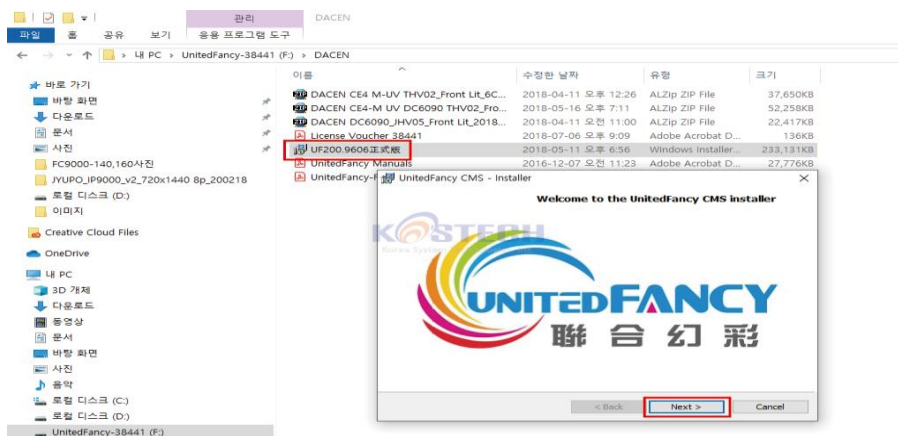 관리
DACEN
파일 홈 공유 보기 응용 프로그램 도구
내 PC > UnitedFancy-38441 (F:) > DACEN
바로 가기
바탕 화면
다운로드
문서
사진
FC9000-140,160사진
JYUPO_IP9000_v2_720x1440 8p_200218
로컬 디스크 (D:)
이미지
Creative Cloud Files
OneDrive
내 PC
3D 개체
다운로드
동영상
문서
바탕 화면
사진
음악
로컬 디스크 (C:)
로컬 디스크 (D:)
UnitedFancy-38441 (F:)
이름 수정한 날짜 유형 크기
DACEN CE4 M-UV THV02_Front Lit_6C... 2018-04-11 오후 12:26 ALZip ZIP File 37,650KB
DACEN CE4-M UV DC6090 THV02_Fro... 2018-05-16 오후 7:11 ALZip ZIP File 52,258KB
DACEN DC6090_JHV05_Front Lit_2018... 2018-04-11 오전 11:00 ALZip ZIP File 22,417KB
License Voucher 38441 2018-07-06 오후 9:09 Adobe Acrobat D... 136KB
UF200.9606正式版 2018-05-11 오후 6:56 Windows Installer... 233,131KB
UnitedFancy Manuals 2016-12-07 오전 11:23 Adobe Acrobat D... 27,776KB
UnitedFancy-
UnitedFancy CMS - Installer
Welcome to the UnitedFancy CMS installer
KOSTECH
UNITEDFANCY
聯合幻彩
< Back Next > Cancel